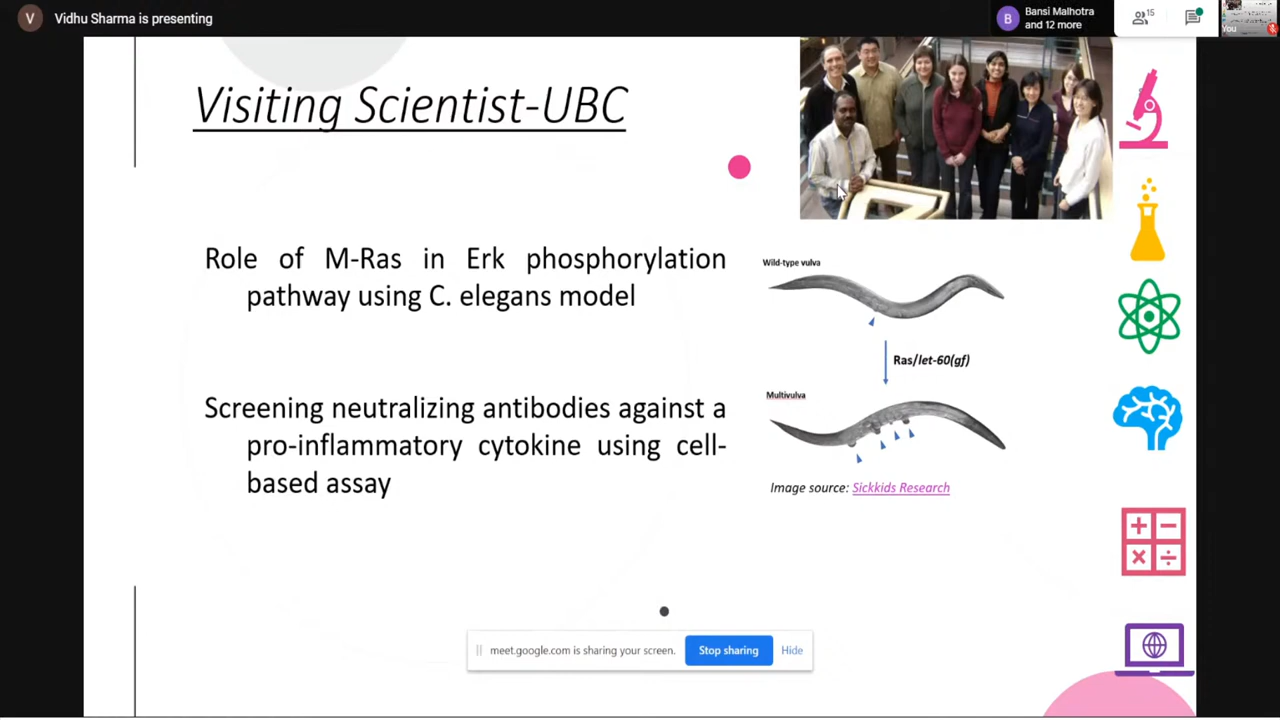 V Vidhu Sharma is presenting
B Bansi Malhotra
and 12 more
15
You
Visiting Scientist-UBC
Role of M-Ras in Erk phosphorylation
pathway using C. elegans model
Screening neutralizing antibodies against a
pro-inflammatory cytokine using cell-
based assay
Wild-type vulva
Ras/let-60(gf)
Multivulva
Image source: Sickkids Research
+ −
× ÷
meet.google.com is sharing your screen. Stop sharing Hide